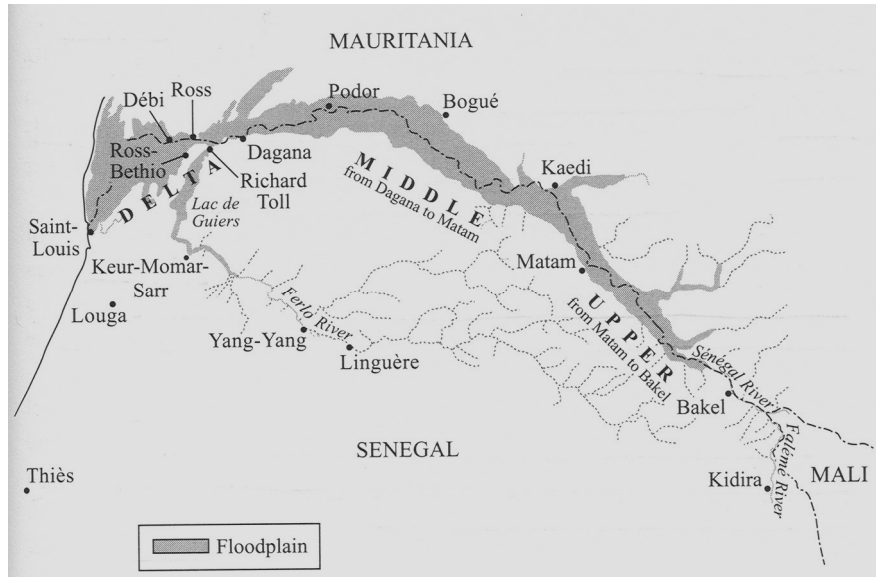 MAURITANIA
Podor
Bogué
Ross
Débi
Ross-
Bethio
Dagana
Richard
Toll
DELTA
Lac de
Guiers
MIDDLE
from Dagana to Matam
Kaedi
Saint-
Louis
Keur-Momar-
Sarr
Louga
Matam
Ferlo River
Yang-Yang
Linguère
UPPER
from Matam to Bakel
Sénégal River
Bakel
SENEGAL
Falémé River
MALI
Kidira
Thiès
Floodplain